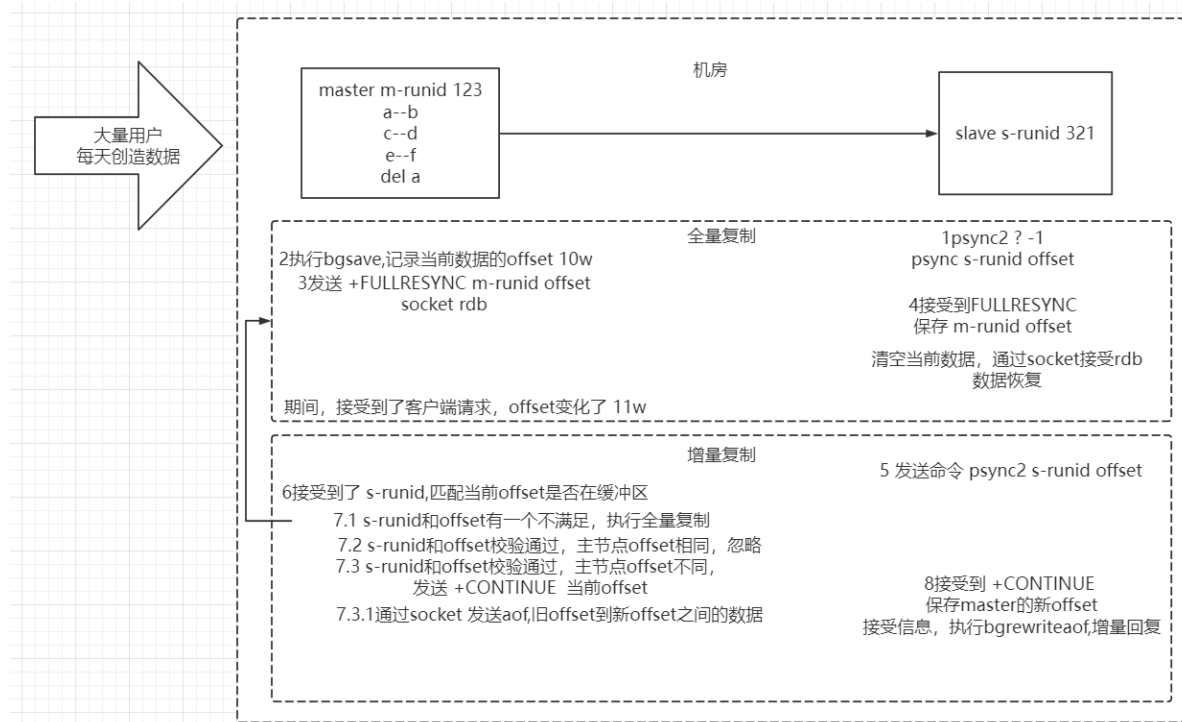 大量用户
每天创造数据
机房
master m-runid 123
a--b
c--d
e--f
del a
slave s-runid 321
全量复制
1psync2 ? -1
psync s-runid offset
2执行bgsave,记录当前数据的offset 10w
3发送 +FULLRESYNC m-runid offset
socket rdb
4接受到FULLRESYNC
保存 m-runid offset
清空当前数据，通过socket接受rdb
数据恢复
期间，接受到了客户端请求，offset变化了 11w
增量复制
5 发送命令 psync2 s-runid offset
6接受到了 s-runid,匹配当前offset是否在缓冲区
7.1 s-runid和offset有一个不满足，执行全量复制
7.2 s-runid和offset校验通过，主节点offset相同，忽略
7.3 s-runid和offset校验通过，主节点offset不同，
发送 +CONTINUE 当前offset
7.3.1通过socket 发送aof,旧offset到新offset之间的数据
8接受到 +CONTINUE
保存master的新offset
接受信息，执行bgrewriteaof,增量回复